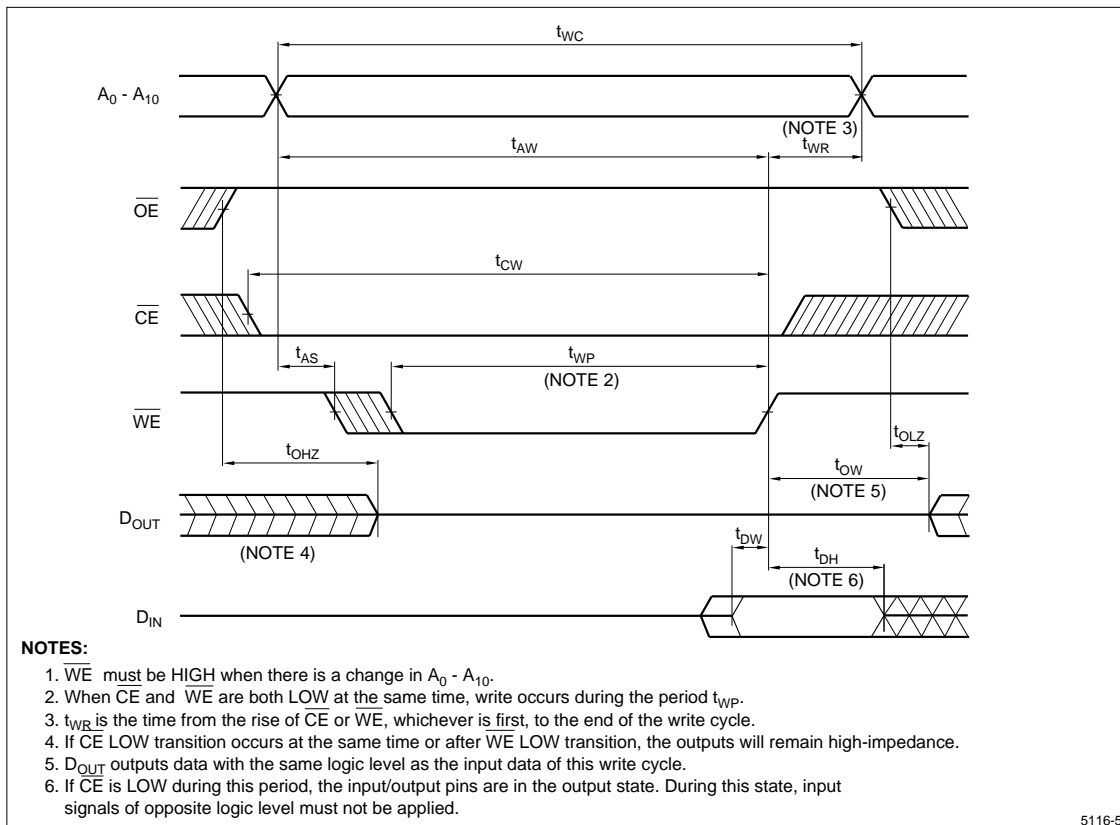 tWC
A0 - A10
(NOTE 3)
tAW
tWR
OE
tCW
CE
tAS
tWP
(NOTE 2)
WE
tOLZ
tOHZ
tOW
(NOTE 5)
DOUT
(NOTE 4)
tDW
tDH
(NOTE 6)
DIN
NOTES:
1. WE must be HIGH when there is a change in A0 - A10.
2. When CE and WE are both LOW at the same time, write occurs during the period tWP.
3. tWR is the time from the rise of CE or WE, whichever is first, to the end of the write cycle.
4. If CE LOW transition occurs at the same time or after WE LOW transition, the outputs will remain high-impedance.
5. DOUT outputs data with the same logic level as the input data of this write cycle.
6. If CE is LOW during this period, the input/output pins are in the output state. During this state, input
signals of opposite logic level must not be applied.
5116-5